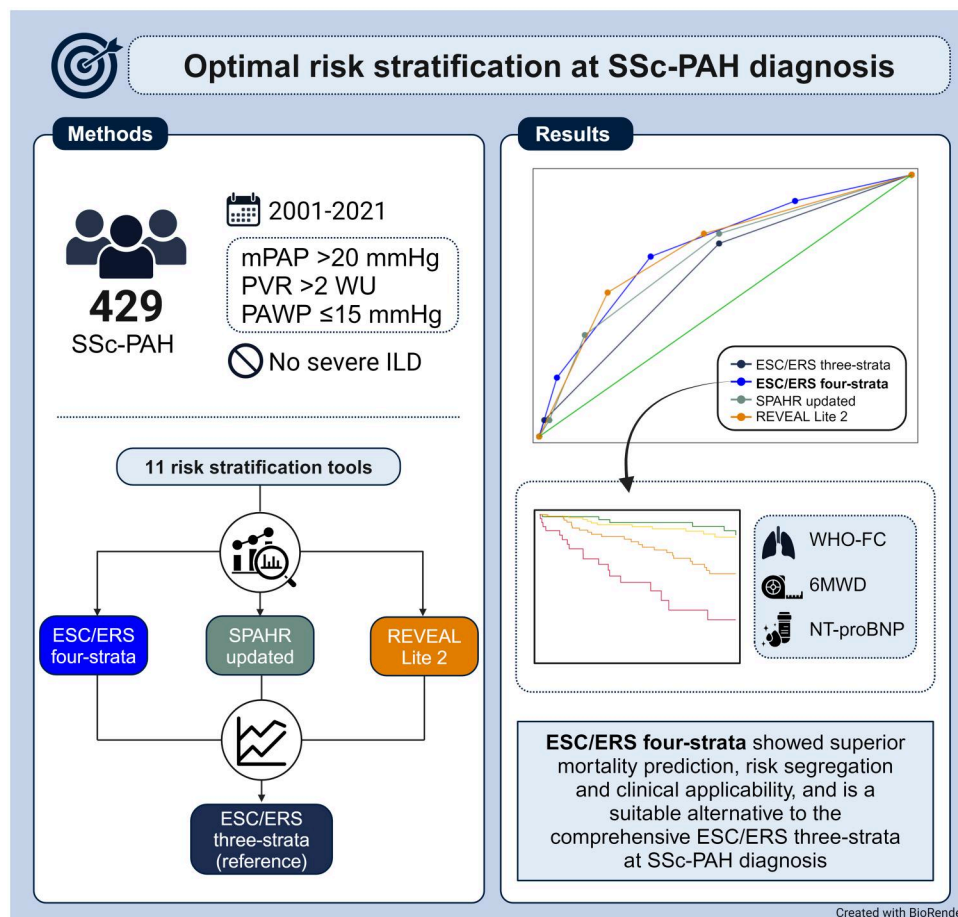 Optimal risk stratification at SSc-PAH diagnosis
Methods
429
SSc-PAH
2001-2021
mPAP >20 mmHg
PVR >2 WU
PAWP ≤15 mmHg
No severe ILD
11 risk stratification tools
ESC/ERS
four-strata
SPAHR
updated
REVEAL
Lite 2
ESC/ERS
three-strata
(reference)
Results
ESC/ERS three-strata
ESC/ERS four-strata
SPAHR updated
REVEAL Lite 2
WHO-FC
6MWD
NT-proBNP
ESC/ERS four-strata showed superior
mortality prediction, risk segregation
and clinical applicability, and is a
suitable alternative to the
comprehensive ESC/ERS three-strata
at SSc-PAH diagnosis
Created with BioRende